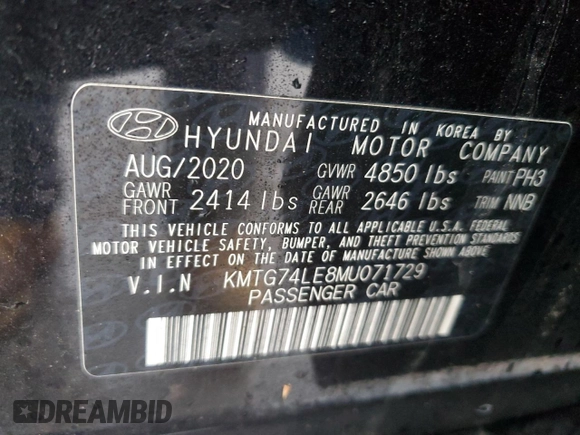 MANUFACTURED IN KOREA BY
HYUNDAI MOTOR COMPANY
AUG/2020 GVWR 4850 lbs PAINT PH3
GAWR FRONT 2414 lbs GAWR REAR 2646 lbs TRIM NNB
THIS VEHICLE CONFORMS TO ALL APPLICABLE U.S.A. FEDERAL
MOTOR VEHICLE SAFETY, BUMPER, AND THEFT PREVENTION STANDARDS
IN EFFECT ON THE DATE OF MANUFACTURE SHOWN ABOVE.
V.I.N KMTG74LE8MU071729
PASSENGER CAR
DREAMBID